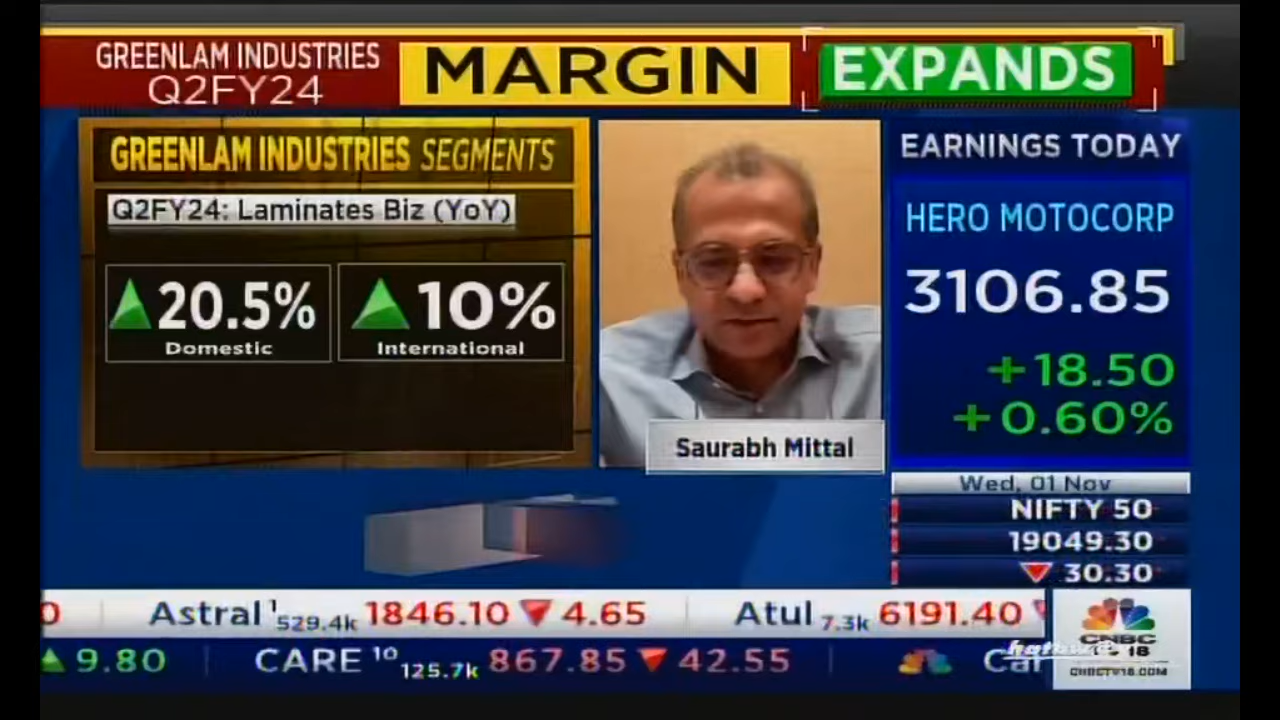 GREENLAM INDUSTRIES
Q2FY24
MARGIN
EXPANDS
GREENLAM INDUSTRIES SEGMENTS
Q2FY24: Laminates Biz (YoY)
▲20.5%
Domestic
▲10%
International
Saurabh Mittal
EARNINGS TODAY
HERO MOTOCORP
3106.85
+18.50
+0.60%
Wed, 01 Nov
NIFTY 50
19049.30
▼ 30.30
0 Astral 1 529.4k 1846.10 ▼ 4.65 Atul 7.3k 6191.40 ▼
▲ 9.80 CARE 10 125.7k 867.85 ▼ 42.55
CNBC
18
CNBCTV18.COM